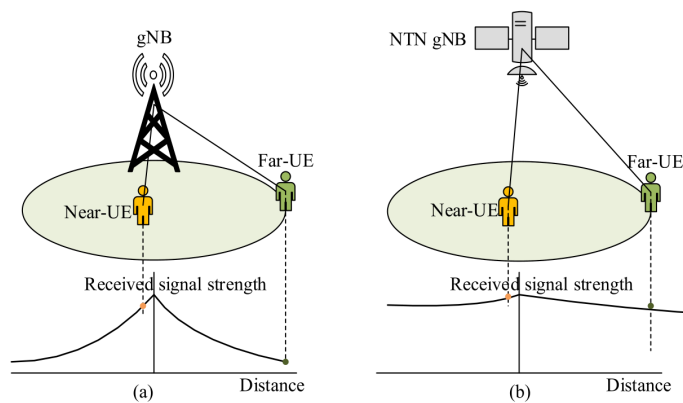 gNB
Far-UE
Near-UE
Received signal strength
Distance
(a)
NTN gNB
Far-UE
Near-UE
Received signal strength
Distance
(b)